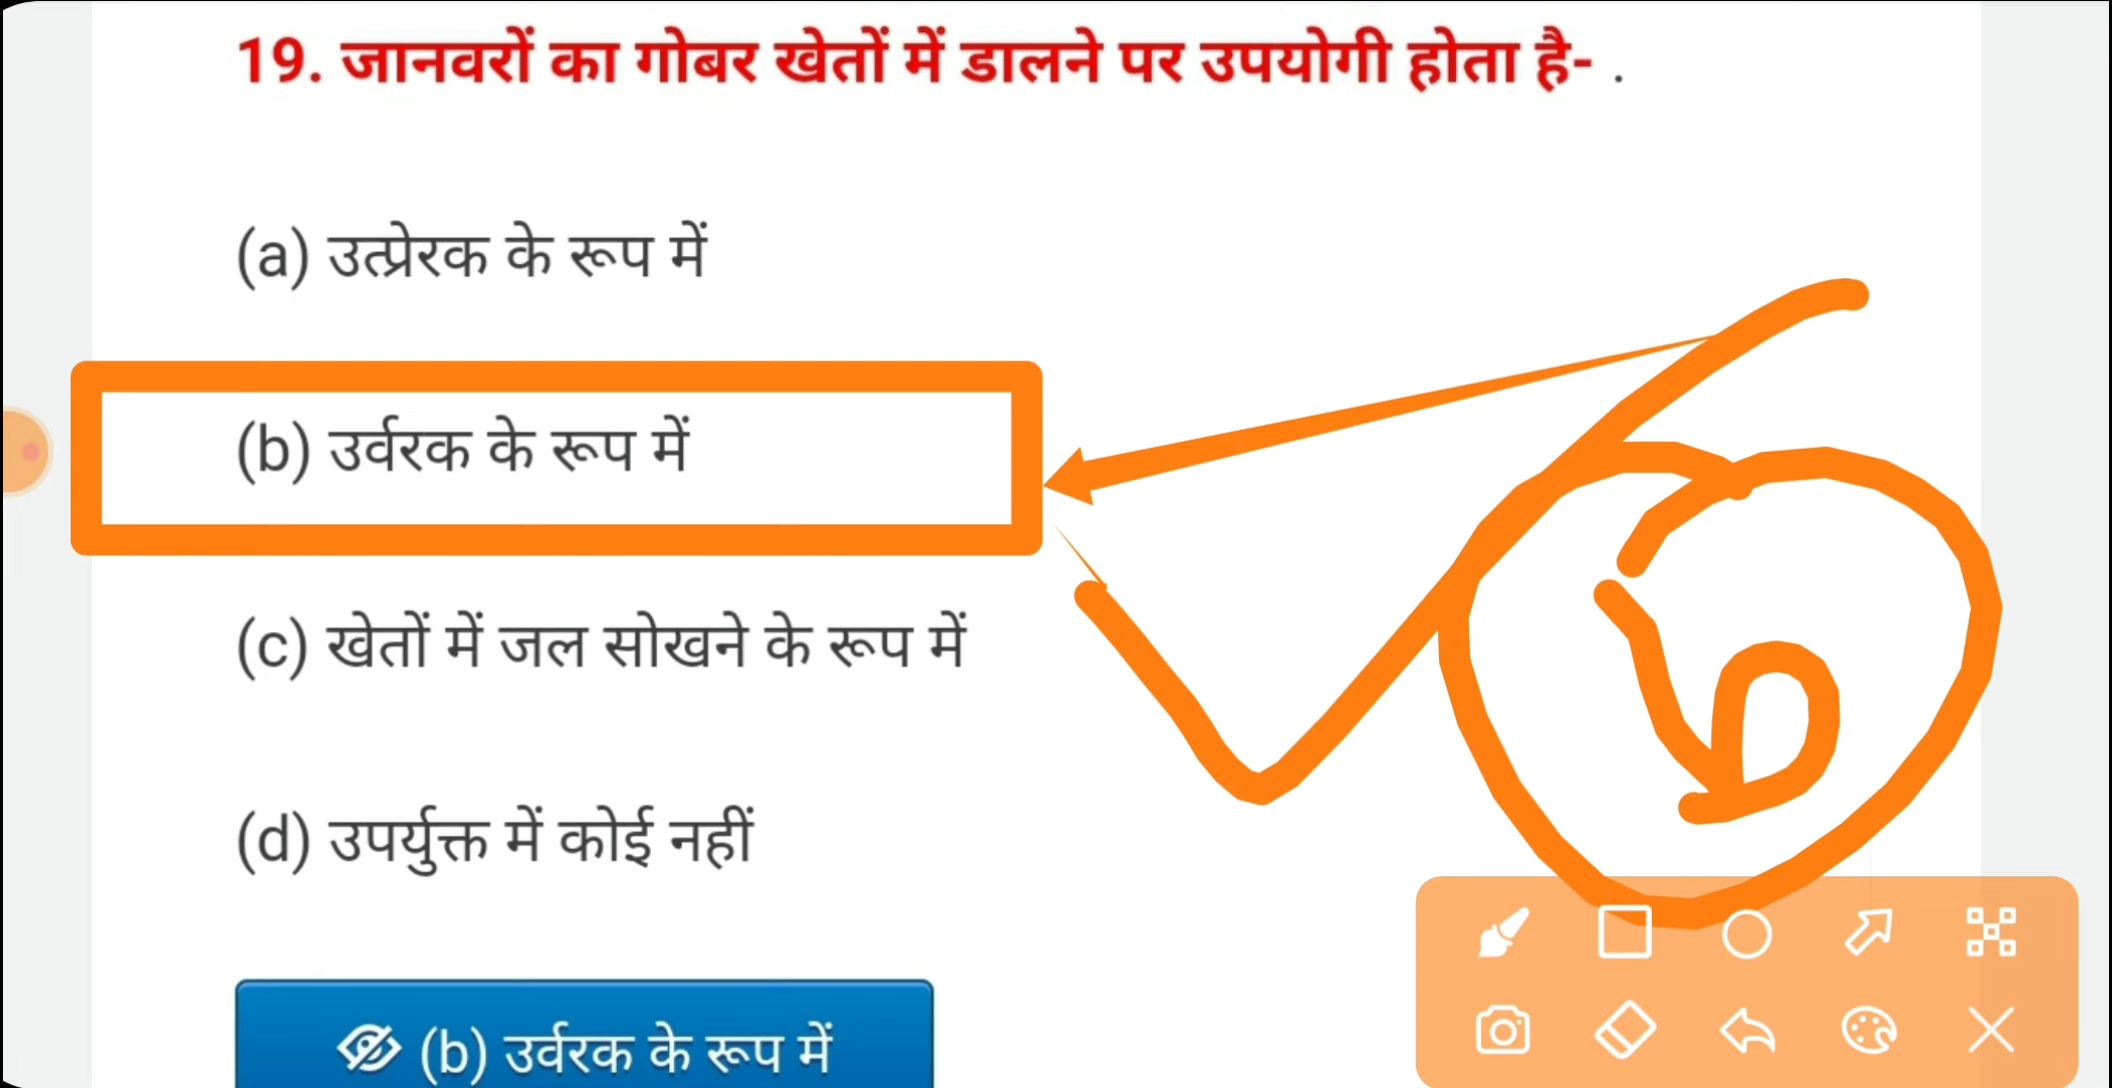 19. जानवरों का गोबर खेतों में डालने पर उपयोगी होता है- .
(a) उत्प्रेरक के रूप में
(b) उर्वरक के रूप में
(c) खेतों में जल सोखने के रूप में
(d) उपर्युक्त में कोई नहीं
b
(b) उर्वरक के रूप में